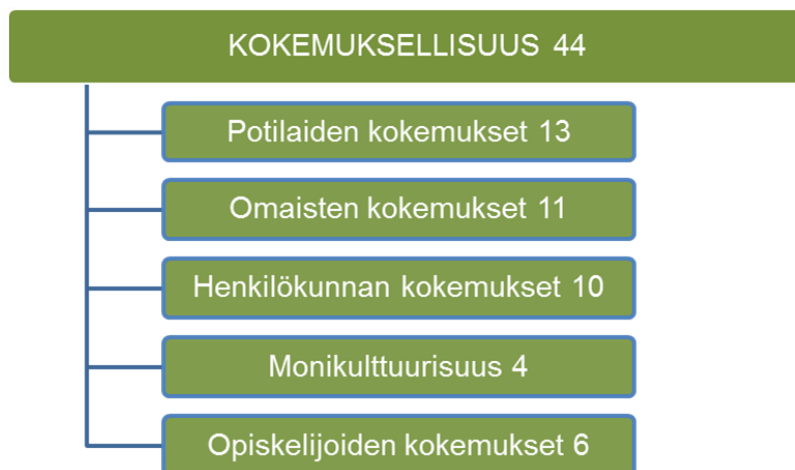 KOKEMUKSELLISUUS 44
Potilaiden kokemukset 13
Omaisten kokemukset 11
Henkilökunnan kokemukset 10
Monikulttuurisuus 4
Opiskelijoiden kokemukset 6